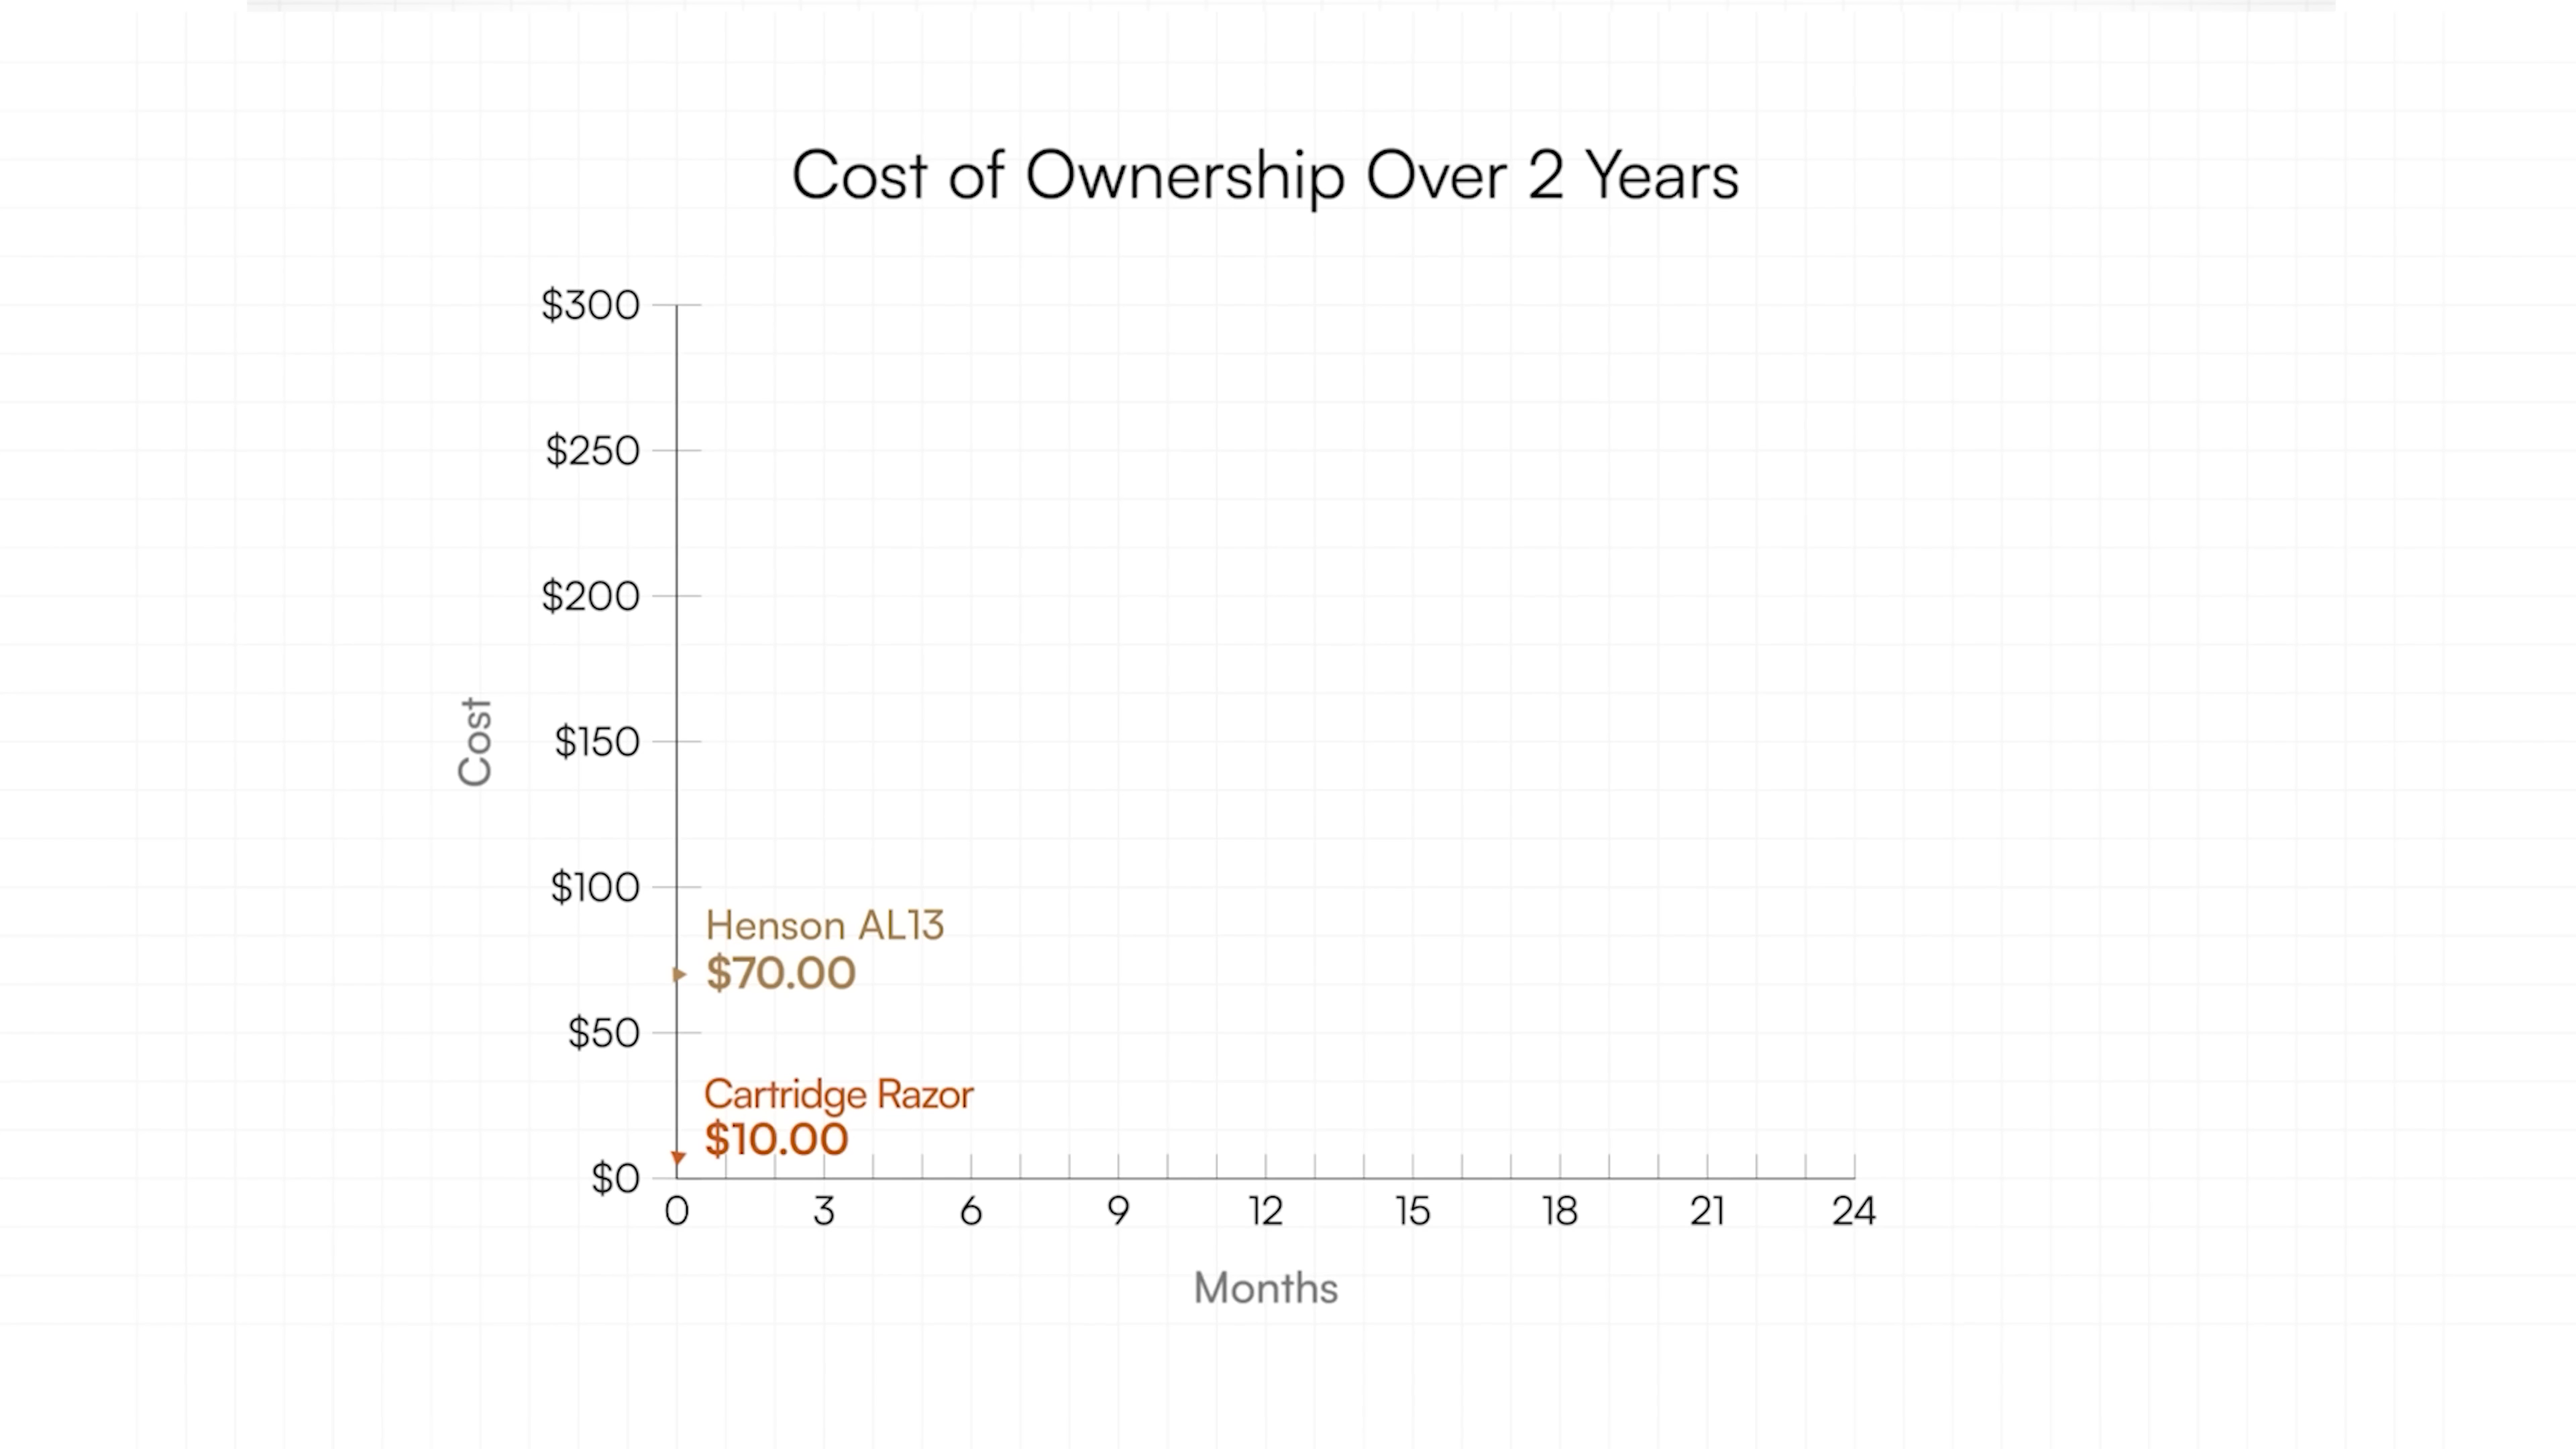 Cost of Ownership Over 2 Years
$300
$250
$200
$150
$100
$50
$0
Cost
Henson AL13
$70.00
Cartridge Razor
$10.00
0 3 6 9 12 15 18 21 24
Months